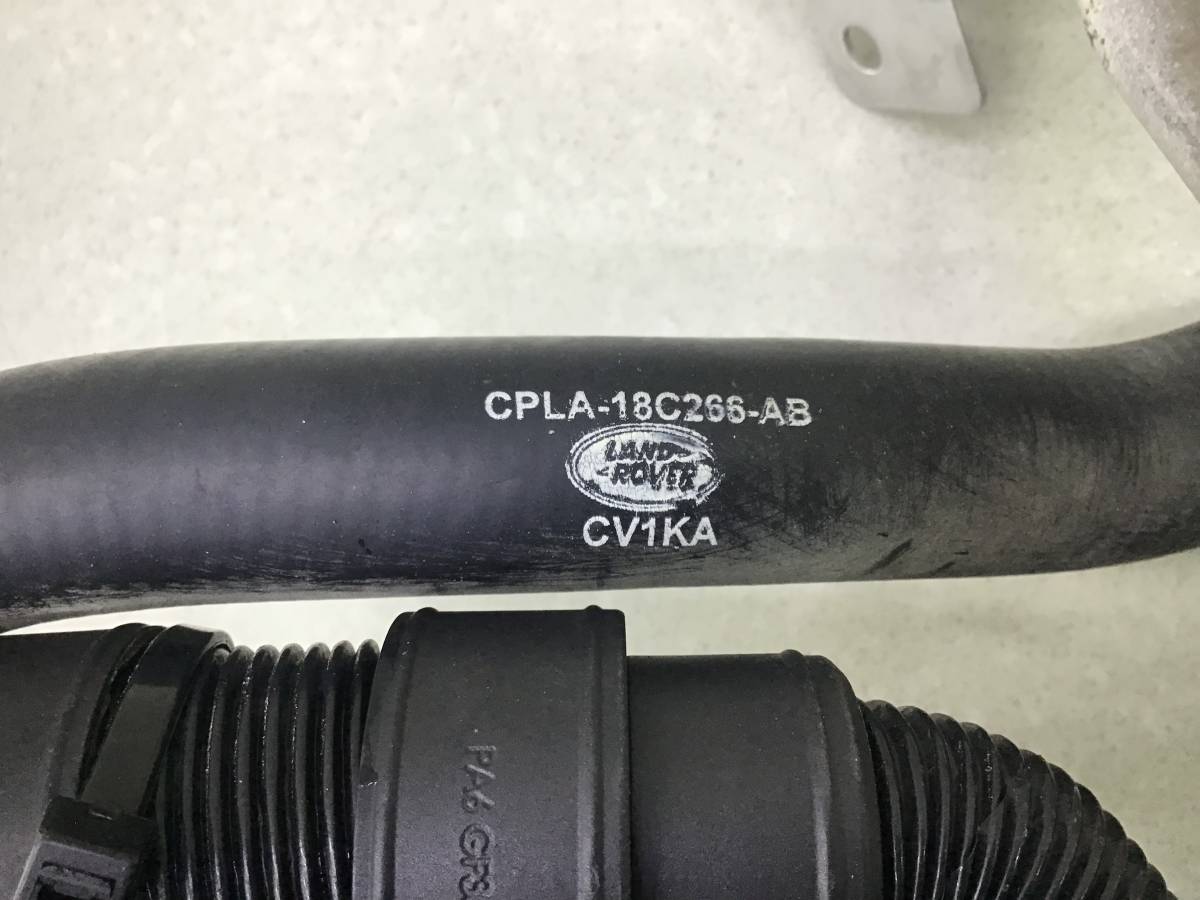 CPLA-18C266-AB
LAND
ROVER
CV1KA
PA6